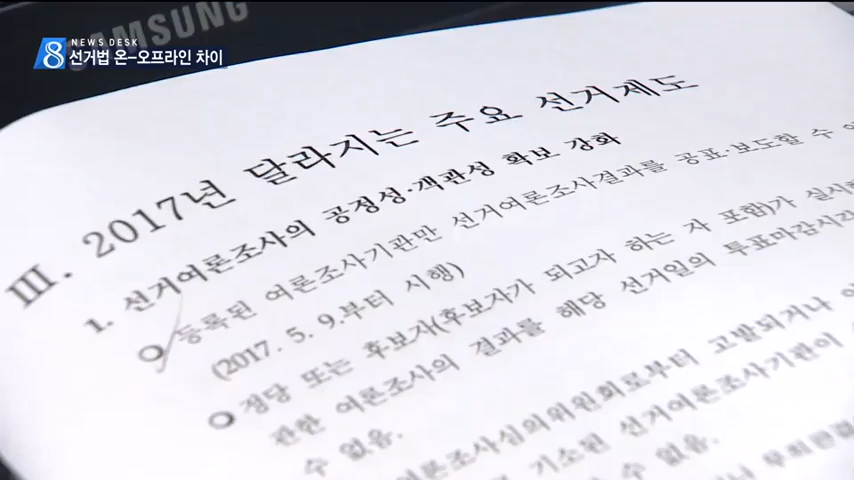 SAMSUNG
NEWS DESK
8 선거법 온-오프라인 차이
III. 2017년 달라지는 주요 선거제도
1. 선거여론조사의 공정성·객관성 확보 강화
○ 등록된 여론조사기관만 선거여론조사결과를 공표·보도할 수
(2017. 5. 9.부터 시행)
○ 정당 또는 후보자(후보자가 되고자 하는 자 포함)가 실시
관한 여론조사의 결과를 해당 선거일의 투표마감시각
수 없음.
여론조사심의위원회로부터 고발되거나
기소된 선거여론조사기관이
수 없음.